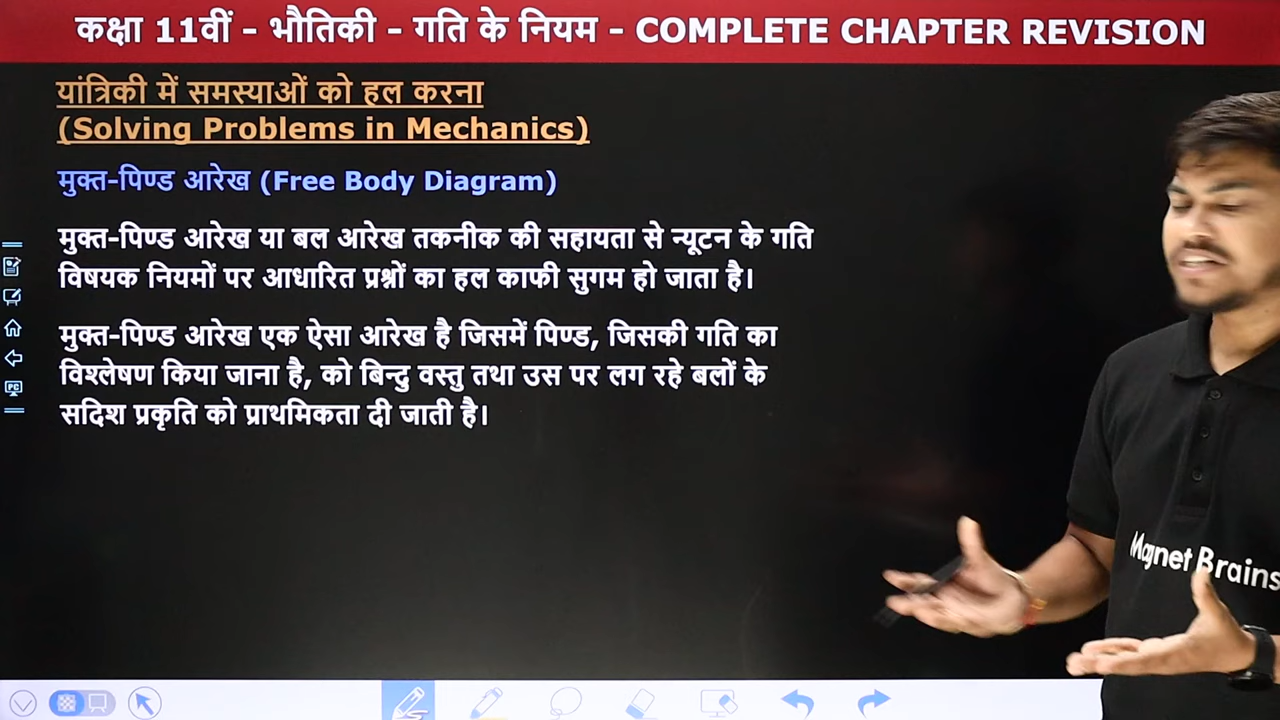 कक्षा 11वीं - भौतिकी - गति के नियम - COMPLETE CHAPTER REVISION
यांत्रिकी में समस्याओं को हल करना
(Solving Problems in Mechanics)
मुक्त-पिण्ड आरेख (Free Body Diagram)
मुक्त-पिण्ड आरेख या बल आरेख तकनीक की सहायता से न्यूटन के गति
विषयक नियमों पर आधारित प्रश्नों का हल काफी सुगम हो जाता है।
मुक्त-पिण्ड आरेख एक ऐसा आरेख है जिसमें पिण्ड, जिसकी गति का
विश्लेषण किया जाना है, को बिन्दु वस्तु तथा उस पर लग रहे बलों के
सदिश प्रकृति को प्राथमिकता दी जाती है।
PC
Magnet Brains